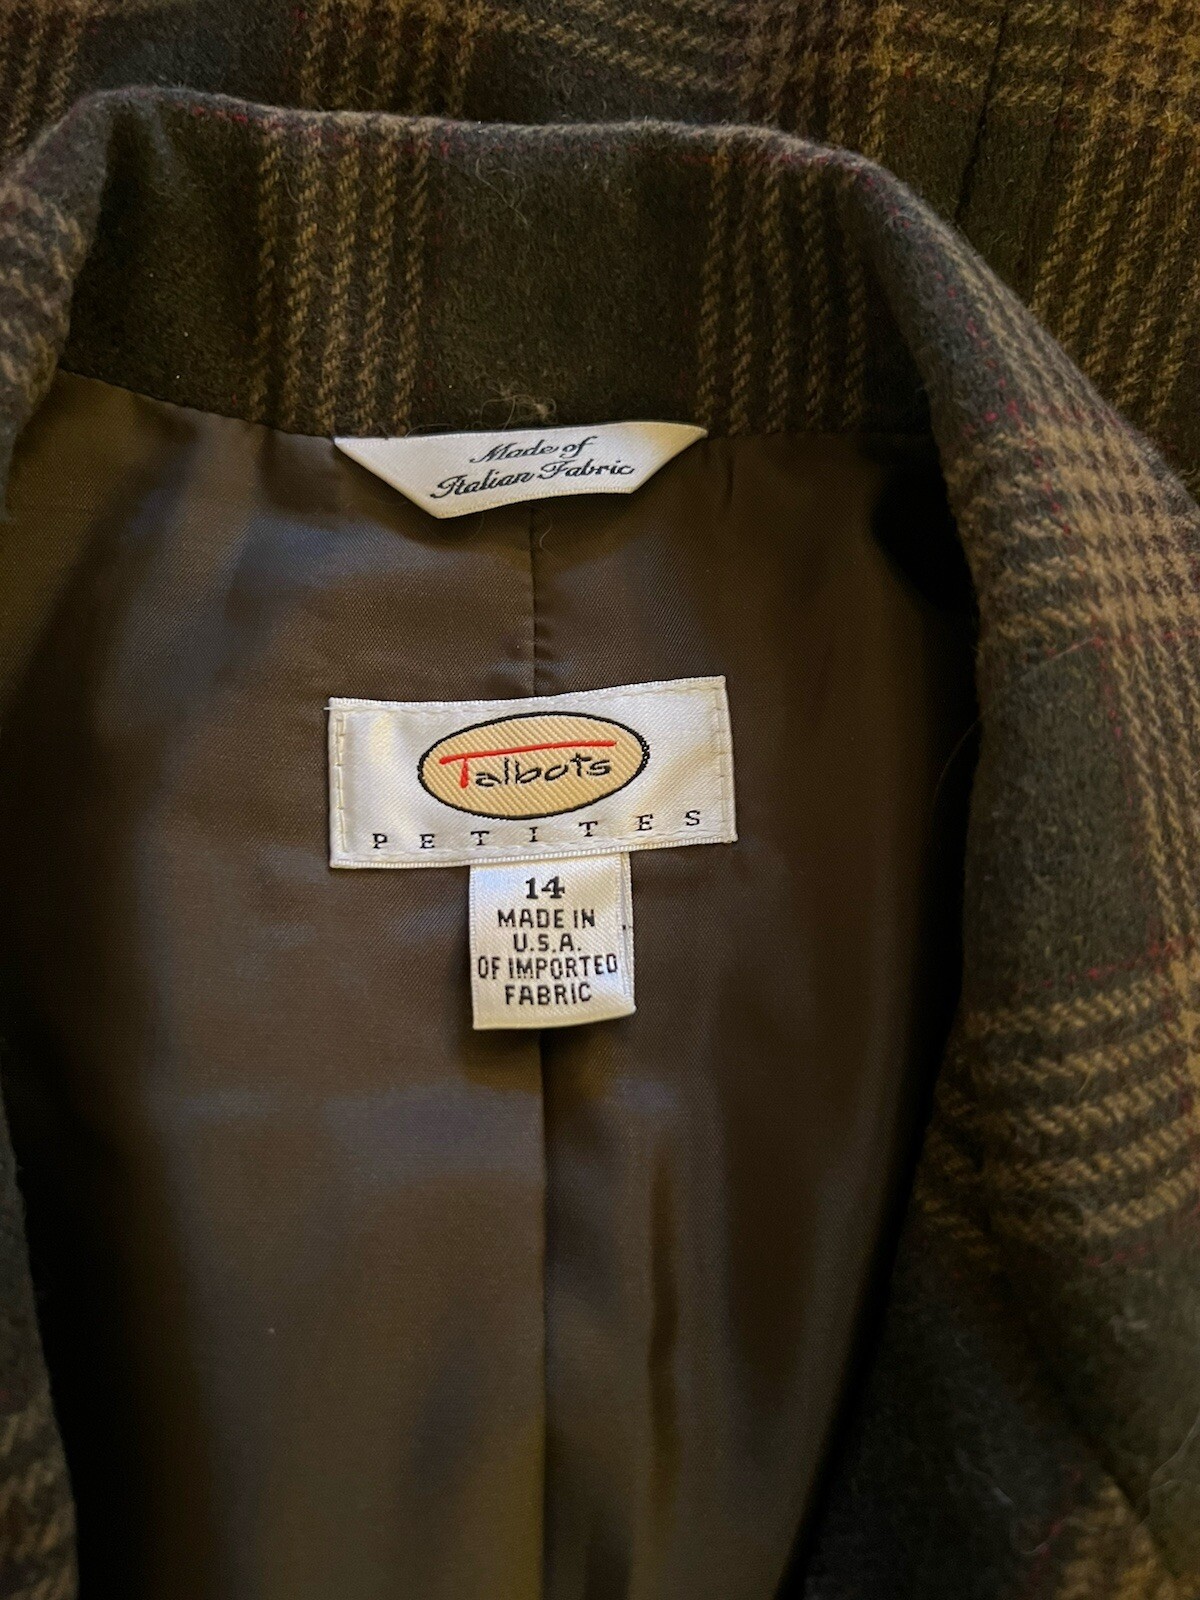 Made of
Italian Fabric
Talbots
PETITES
14
MADE IN
U.S.A.
OF IMPORTED
FABRIC